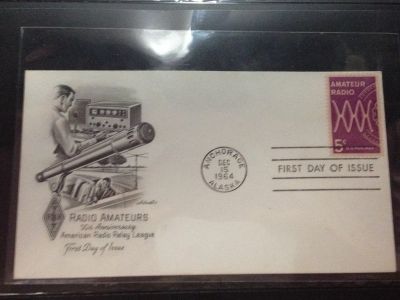 AMATEUR
RADIO
5¢
U.S. POSTAGE
ANCHORAGE
DEC
15
1964
ALASKA
FIRST DAY OF ISSUE
RADIO AMATEURS
50th Anniversary
American Radio Relay League
First Day of Issue